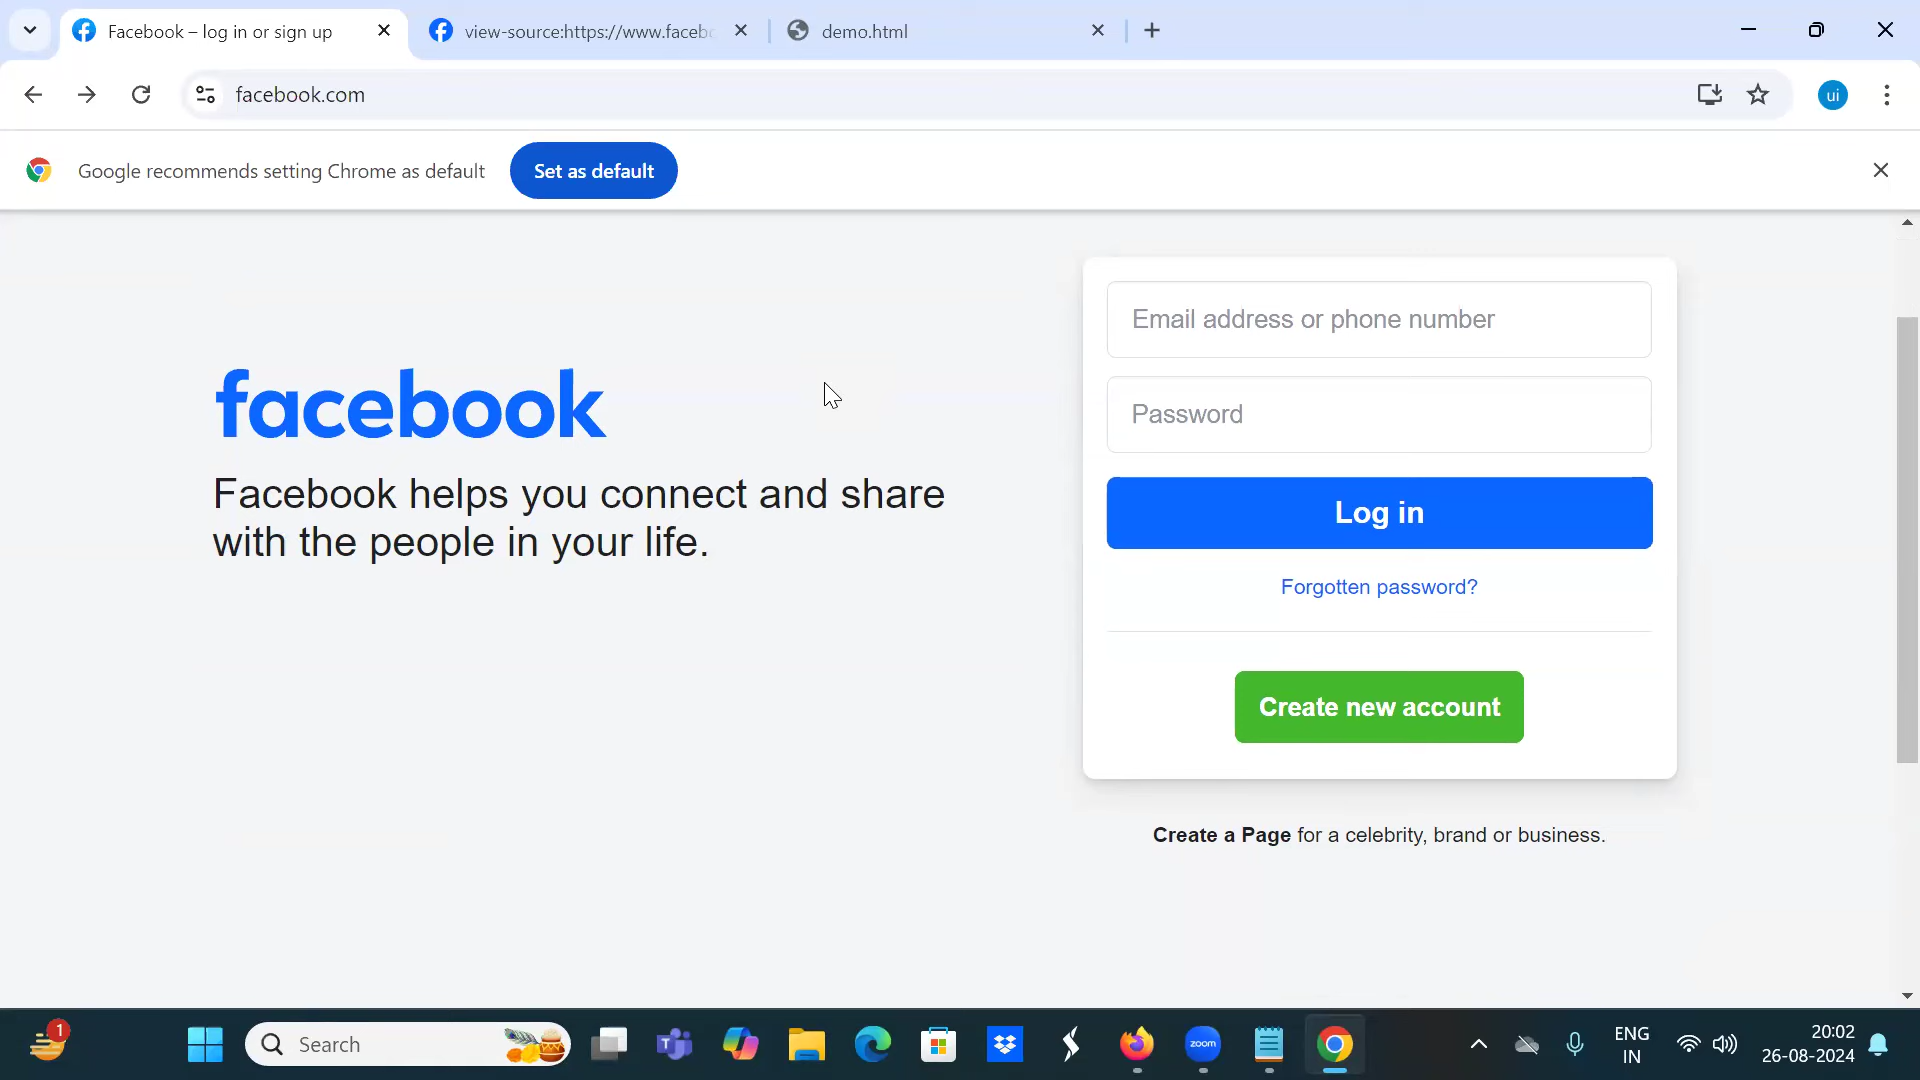 Facebook – log in or sign up
view-source:https://www.faceb
demo.html
facebook.com
ui
Google recommends setting Chrome as default
Set as default
facebook
Facebook helps you connect and share
with the people in your life.
Email address or phone number
Password
Log in
Forgotten password?
Create new account
Create a Page for a celebrity, brand or business.
1
Search
zoom
ENG
IN
20:02
26-08-2024